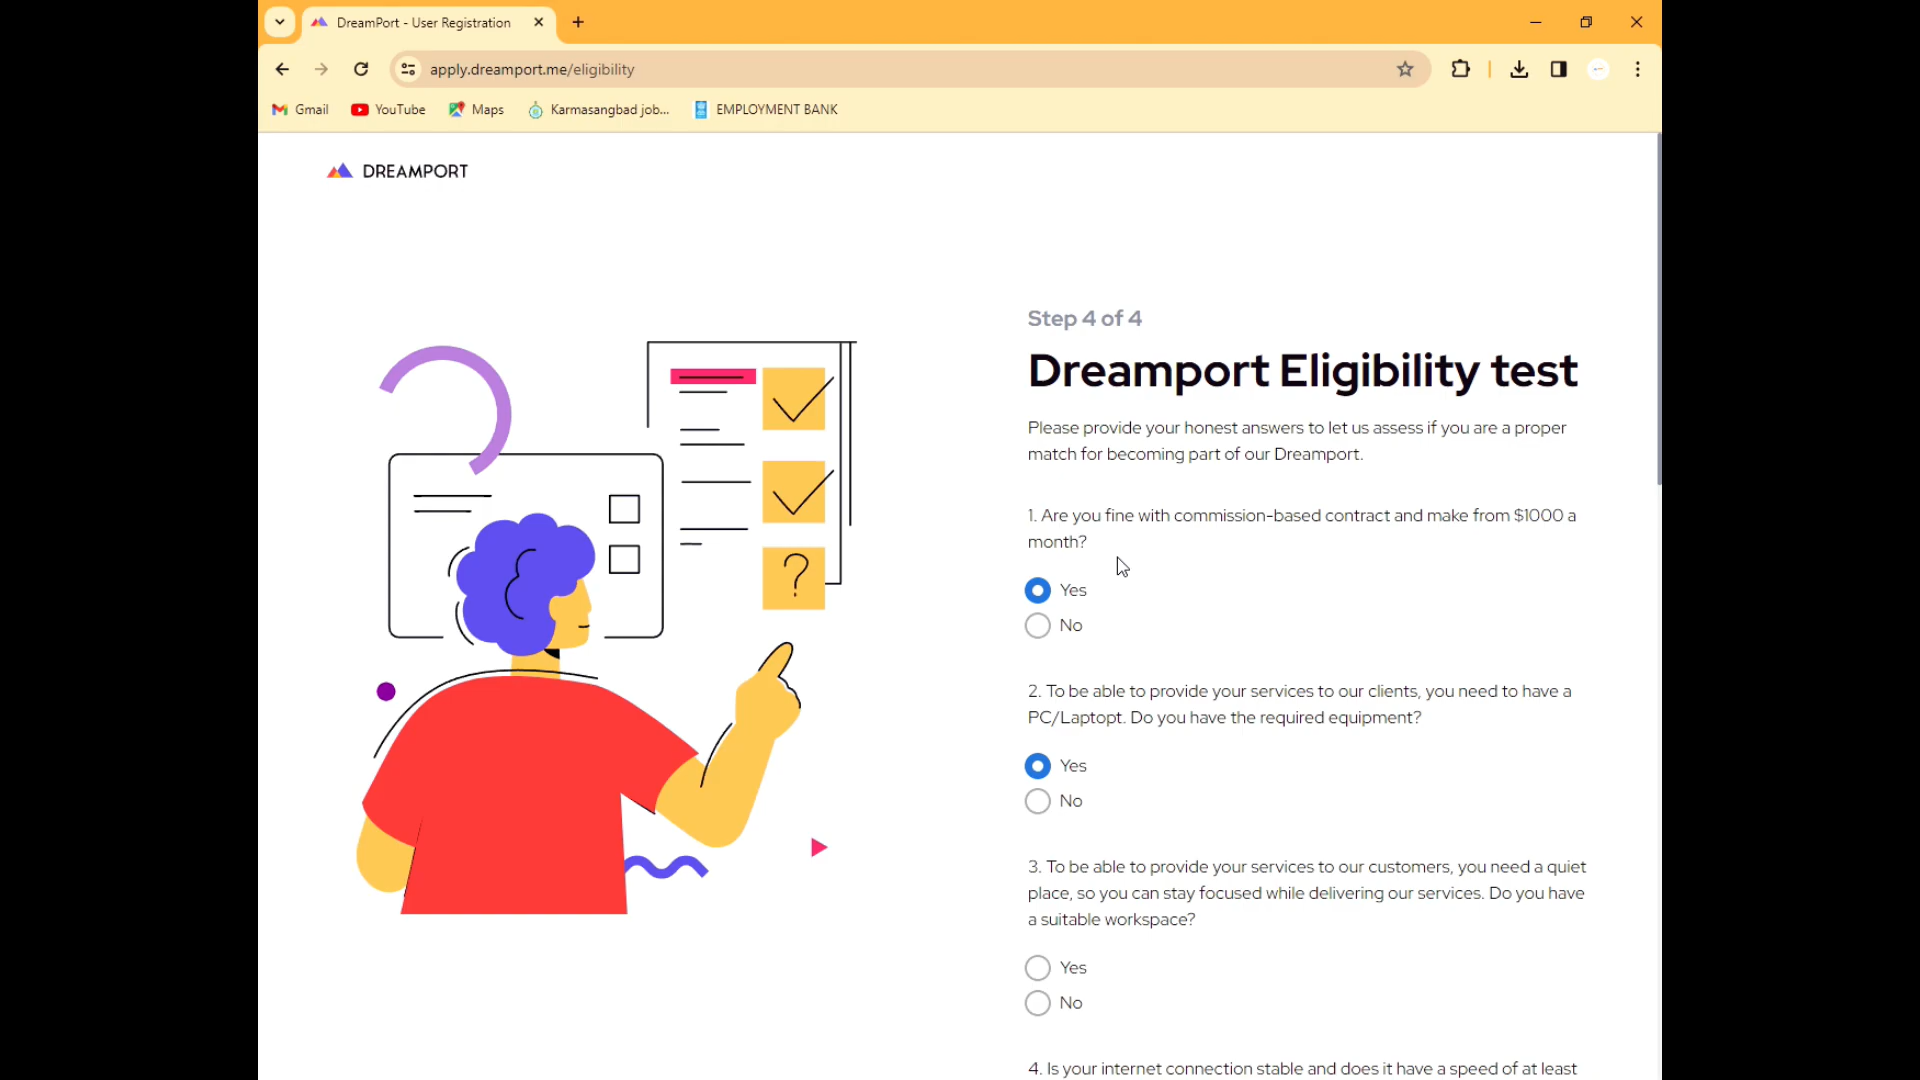 DreamPort - User Registration
apply.dreamport.me/eligibility
Gmail YouTube Maps Karmasangbad job... EMPLOYMENT BANK
DREAMPORT
Step 4 of 4
Dreamport Eligibility test
Please provide your honest answers to let us assess if you are a proper
match for becoming part of our Dreamport.
1. Are you fine with commission-based contract and make from $1000 a
month?
Yes
No
2. To be able to provide your services to our clients, you need to have a
PC/Laptopt. Do you have the required equipment?
Yes
No
3. To be able to provide your services to our customers, you need a quiet
place, so you can stay focused while delivering our services. Do you have
a suitable workspace?
Yes
No
4. Is your internet connection stable and does it have a speed of at least
?